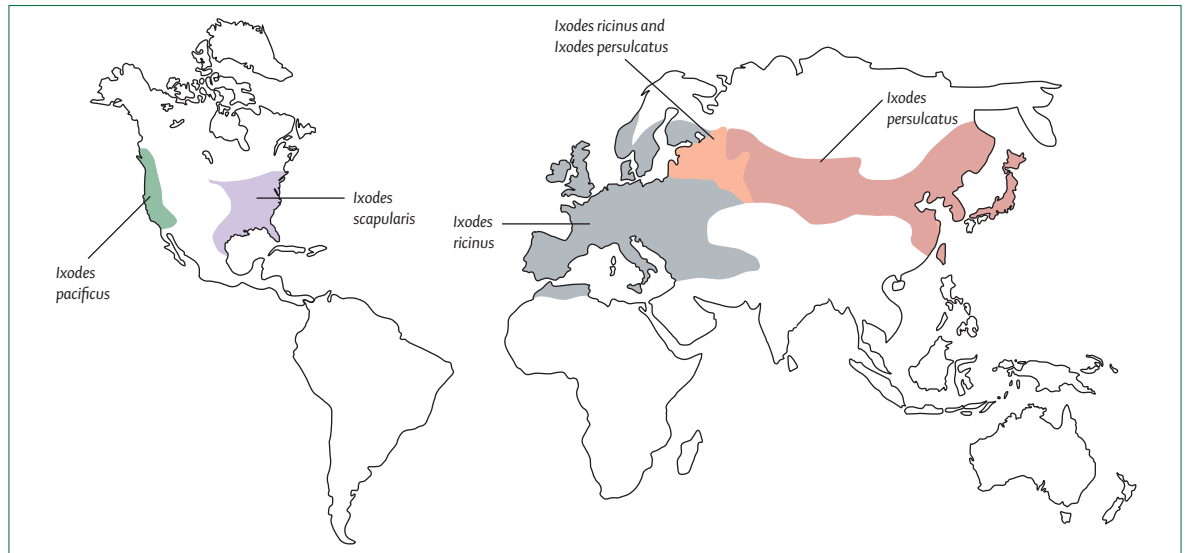 Ixodes ricinus and
Ixodes persulcatus
Ixodes
persulcatus
Ixodes
scapularis
Ixodes
ricinus
Ixodes
pacificus